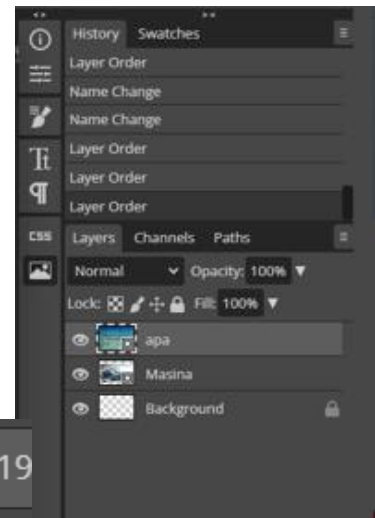 History Swatches
Layer Order
Name Change
Name Change
Layer Order
Layer Order
Layer Order
CSS
Layers Channels Paths
Normal Opacity: 100%
Lock: Fill: 100%
apa
Masina
Background
19